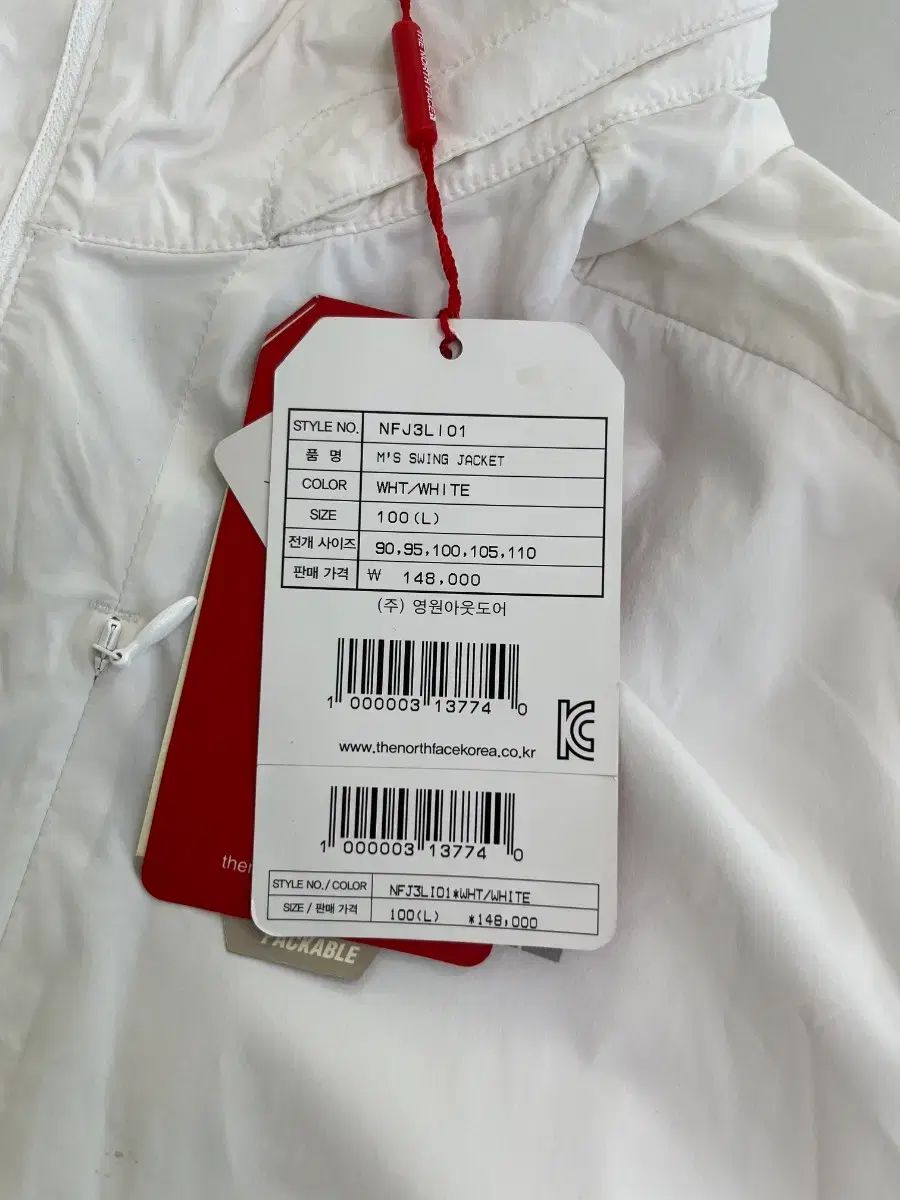 THE NORTH FACE
STYLE NO. NFJ3LI01
품 명 M'S SWING JACKET
COLOR WHT/WHITE
SIZE 100(L)
전개 사이즈 90,95,100,105,110
판매 가격 ₩ 148,000
(주) 영원아웃도어
1 000003 13774 0
www.thenorthfacekorea.co.kr
1 000003 13774 0
STYLE NO./COLOR NFJ3LI01*WHT/WHITE
SIZE / 판매 가격 100(L) *148,000
PACKABLE